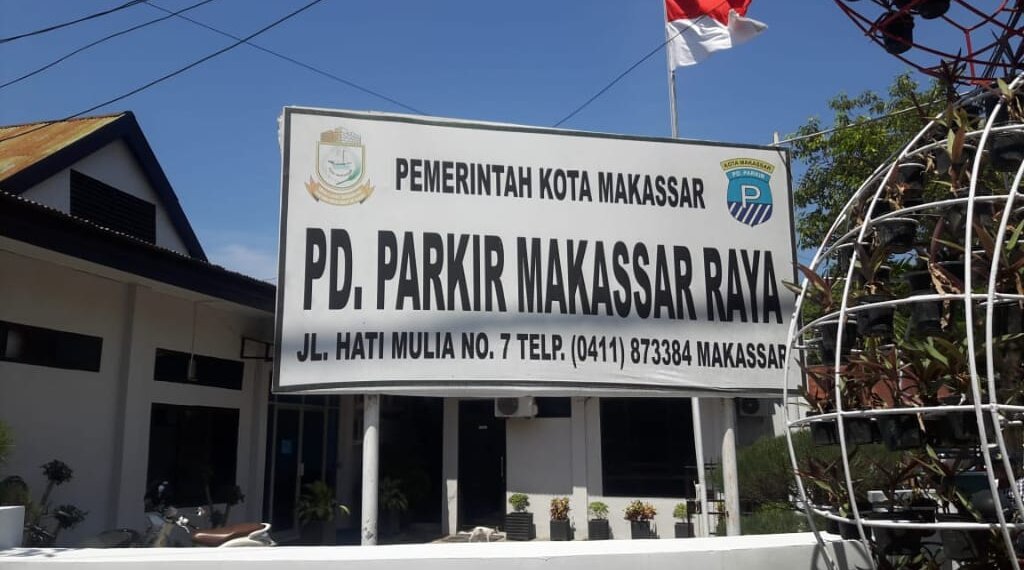 PEMERINTAH KOTA MAKASSAR
KOTA MAKASSAR
PD. PARKIR
P
PD. PARKIR MAKASSAR RAYA
JL. HATI MULIA NO. 7 TELP. (0411) 873384 MAKASSAR